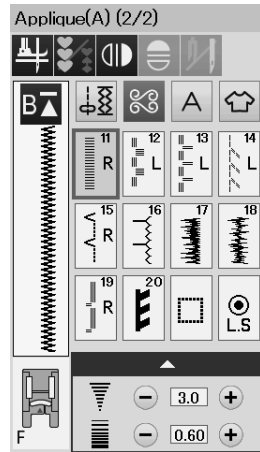 Applique(A) (2/2)
B A
11 R 12 L 13 L 14 L
15 R 16 17 18
19 R 20 L.S
3.0
F 0.60